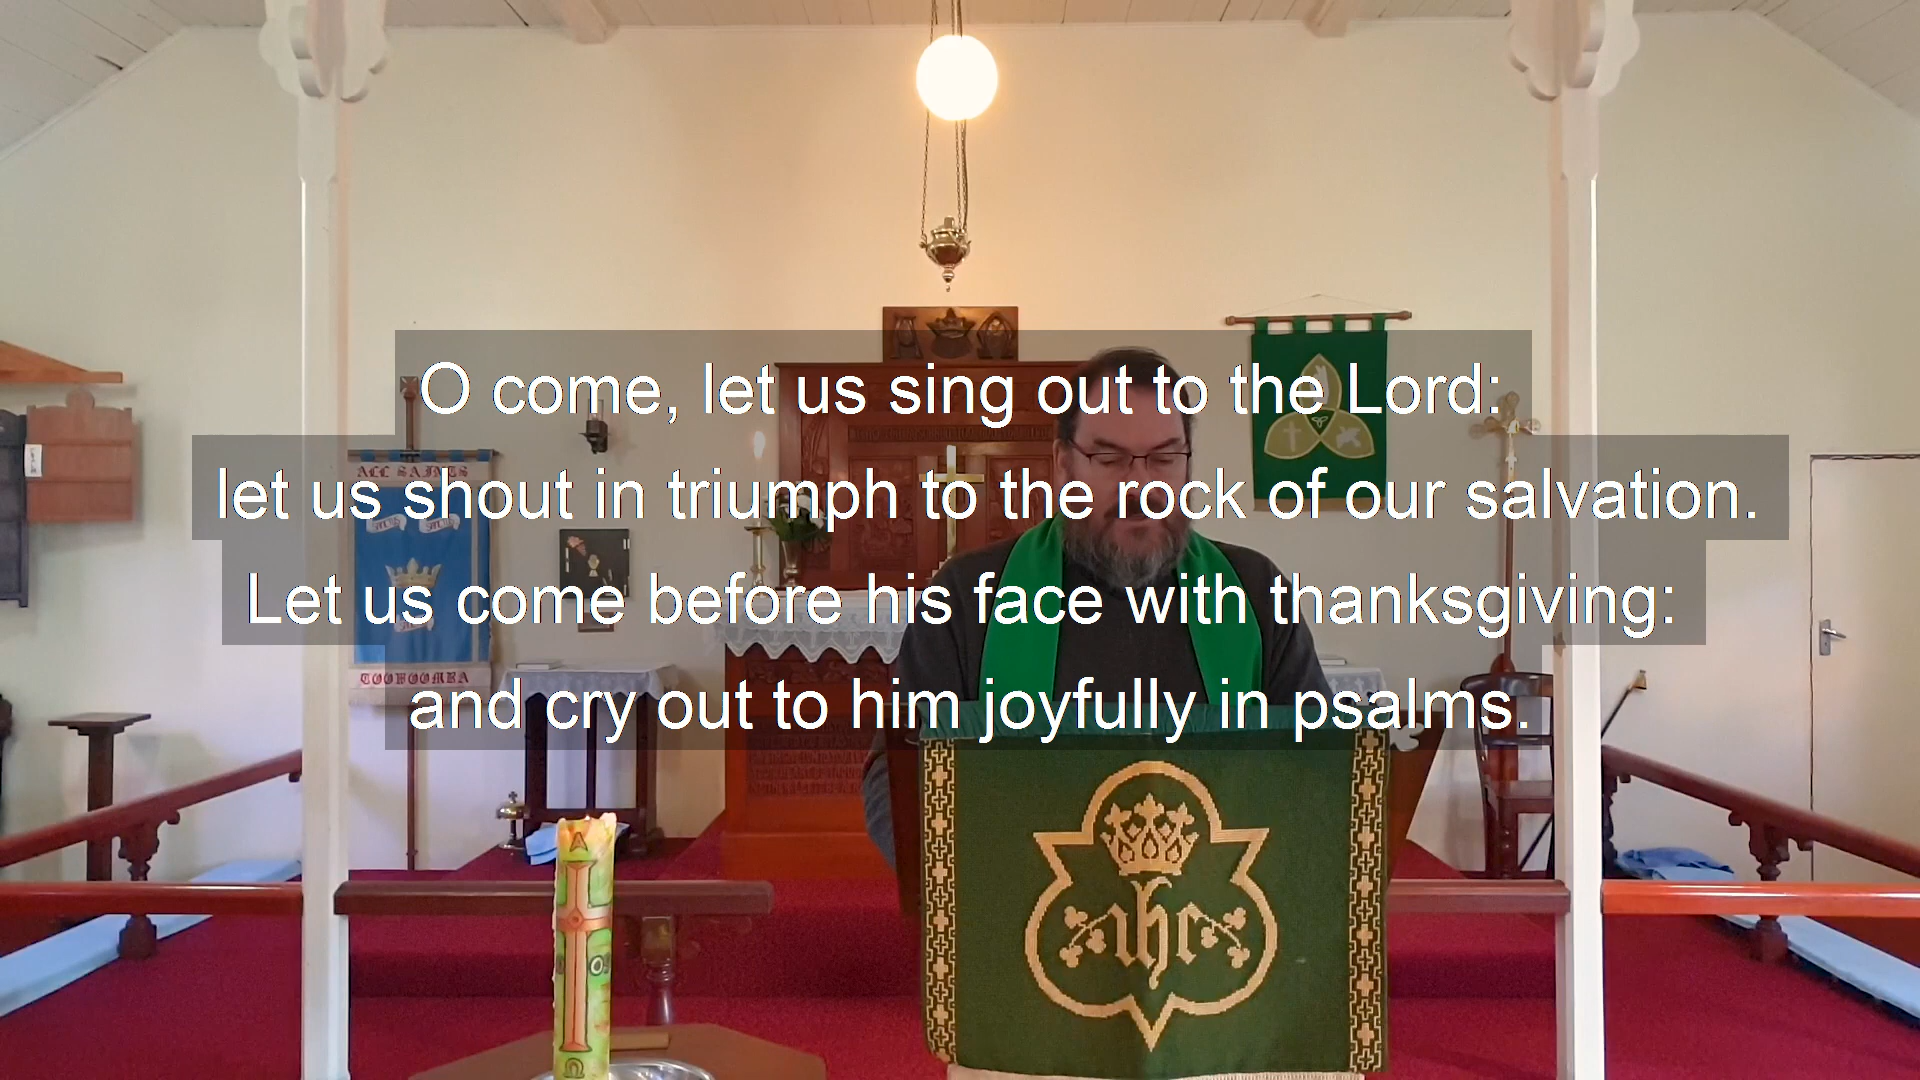 O come, let us sing out to the Lord:
let us shout in triumph to the rock of our salvation.
Let us come before his face with thanksgiving:
and cry out to him joyfully in psalms.
ALL SAINTS
TOOWOOMBA
A
Ω
ihc